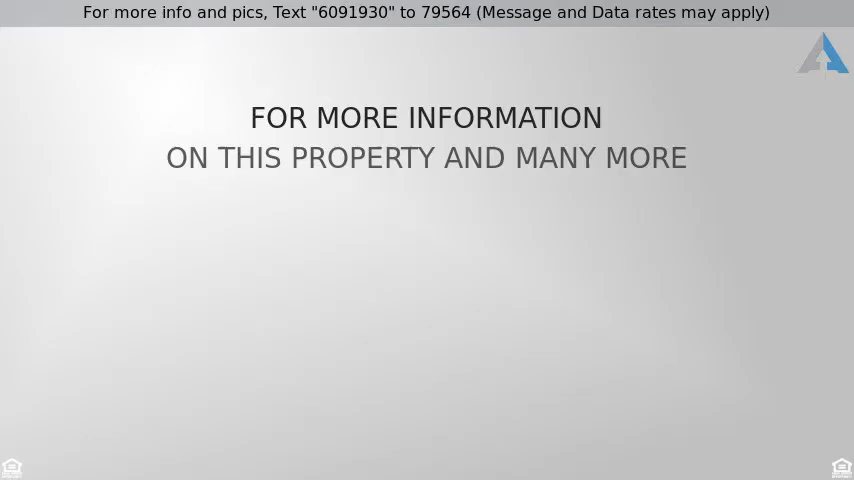 For more info and pics, Text "6091930" to 79564 (Message and Data rates may apply)
FOR MORE INFORMATION
ON THIS PROPERTY AND MANY MORE